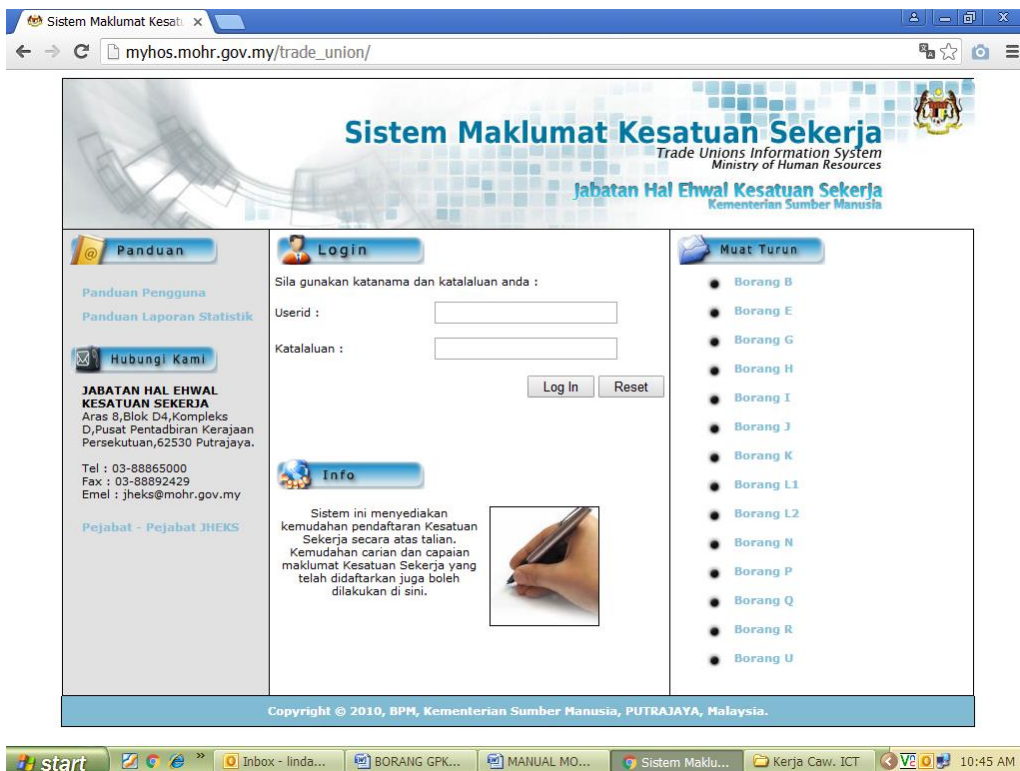 Sistem Maklumat Kesatu
myhos.mohr.gov.my/trade_union/
Sistem Maklumat Kesatuan Sekerja
Trade Unions Information System
Ministry of Human Resources
Jabatan Hal Ehwal Kesatuan Sekerja
Kementerian Sumber Manusia
Panduan
Panduan Pengguna
Panduan Laporan Statistik
Hubungi Kami
JABATAN HAL EHWAL
KESATUAN SEKERJA
Aras 8,Blok D4,Kompleks
D,Pusat Pentadbiran Kerajaan
Persekutuan,62530 Putrajaya.
Tel : 03-88865000
Fax : 03-88892429
Emel : jheks@mohr.gov.my
Pejabat - Pejabat JHEKS
Login
Sila gunakan katanama dan katalaluan anda :
Userid :
Katalaluan :
Log In Reset
Info
Sistem ini menyediakan
kemudahan pendaftaran Kesatuan
Sekerja secara atas talian.
Kemudahan carian dan capaian
maklumat Kesatuan Sekerja yang
telah didaftarkan juga boleh
dilakukan di sini.
Muat Turun
Borang B
Borang E
Borang G
Borang H
Borang I
Borang J
Borang K
Borang L1
Borang L2
Borang N
Borang P
Borang Q
Borang R
Borang U
Copyright © 2010, BPM, Kementerian Sumber Manusia, PUTRAJAYA, Malaysia.
start Inbox - linda... BORANG GPK... MANUAL MO... Sistem Maklu... Kerja Caw. ICT 10:45 AM